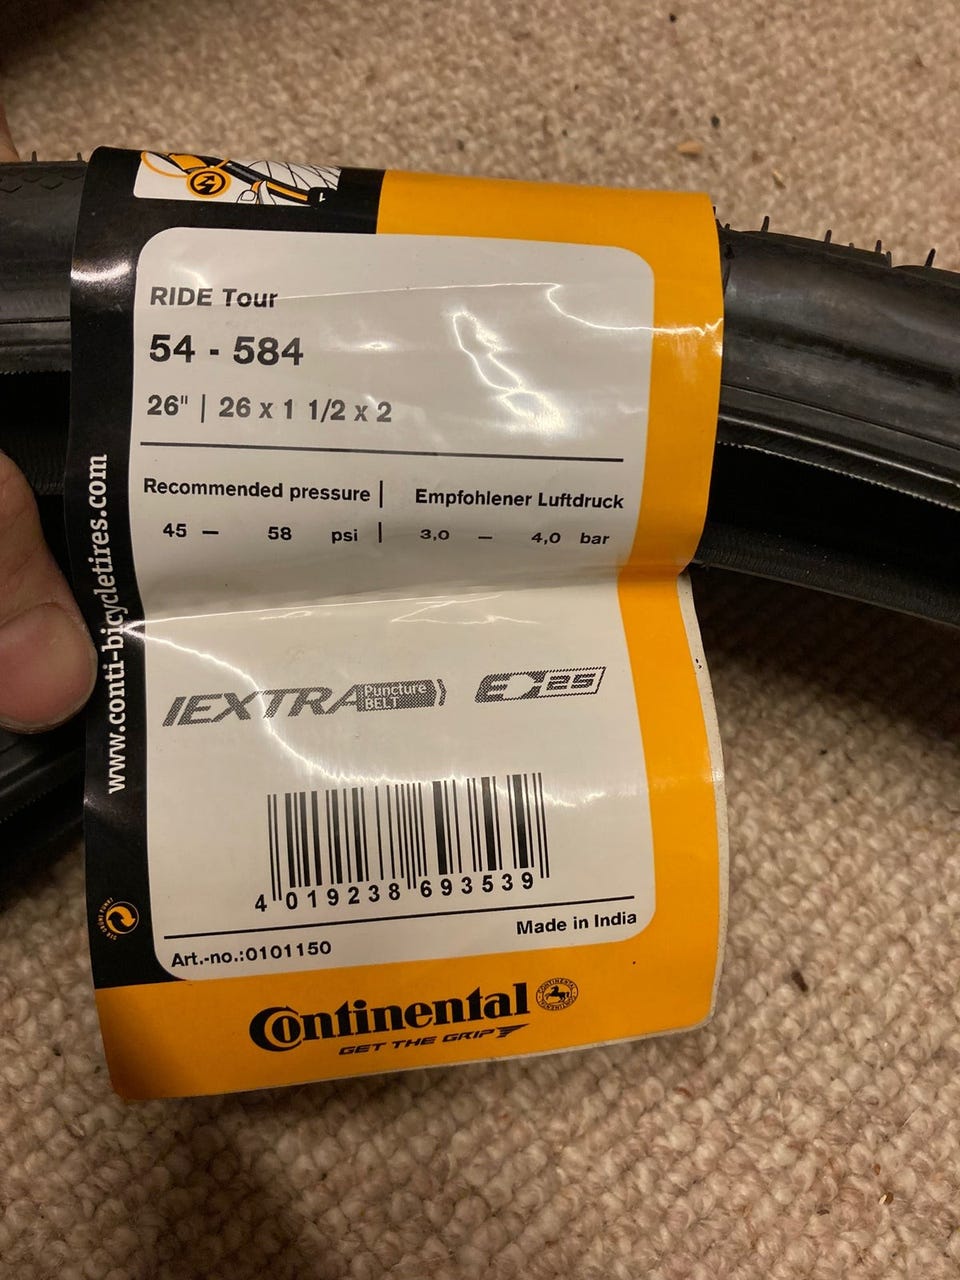 RIDE Tour
54 - 584
26" | 26 x 1 1/2 x 2
Recommended pressure | Empfohlener Luftdruck
45 — 58 psi | 3,0 — 4,0 bar
EXTRA Puncture BELT E 25
4 019238 693539
Made in India
Art.-no.:0101150
Continental
GET THE GRIP
www.conti-bicycletires.com